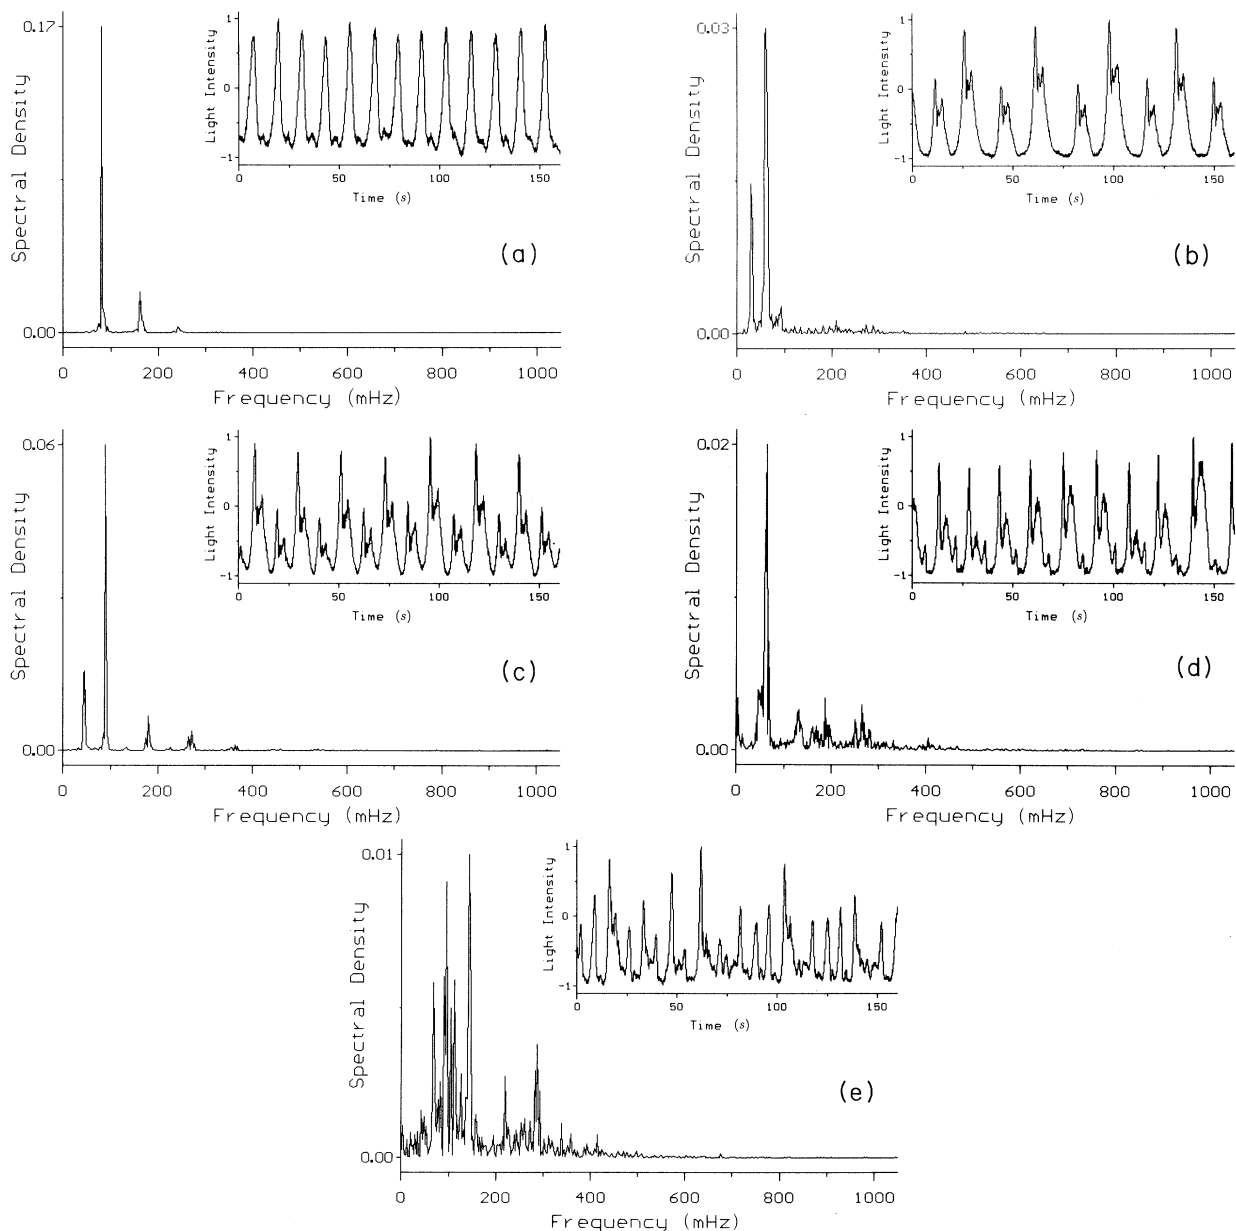 0.17
Spectral Density
0.00
0 200 400 600 800 1000
Frequency (mHz)
1
0
-1
Light Intensity
0 50 100 150
Time (s)
(a)
0.03
Spectral Density
0.00
0 200 400 600 800 1000
Frequency (mHz)
1
0
-1
Light Intensity
0 50 100 150
Time (s)
(b)
0.06
Spectral Density
0.00
0 200 400 600 800 1000
Frequency (mHz)
1
0
-1
Light Intensity
0 50 100 150
Time (s)
(c)
0.02
Spectral Density
0.00
0 200 400 600 800 1000
Frequency (mHz)
1
0
-1
Light Intensity
0 50 100 150
Time (s)
(d)
0.01
Spectral Density
0.00
0 200 400 600 800 1000
Frequency (mHz)
1
0
-1
Light Intensity
0 50 100 150
Time (s)
(e)